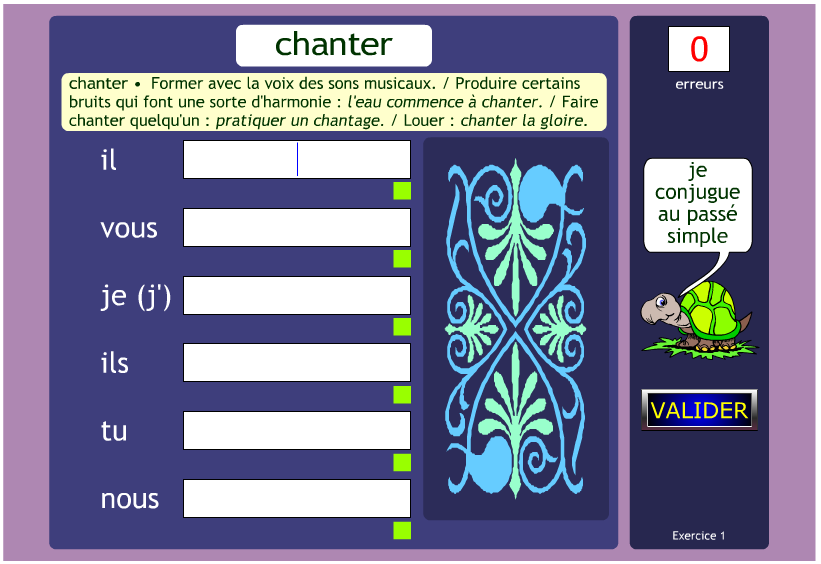 chanter
chanter • Former avec la voix des sons musicaux. / Produire certains
bruits qui font une sorte d'harmonie : l'eau commence à chanter. / Faire
chanter quelqu'un : pratiquer un chantage. / Louer : chanter la gloire.
il
vous
je (j')
ils
tu
nous
0
erreurs
je
conjugue
au passé
simple
VALIDER
Exercice 1